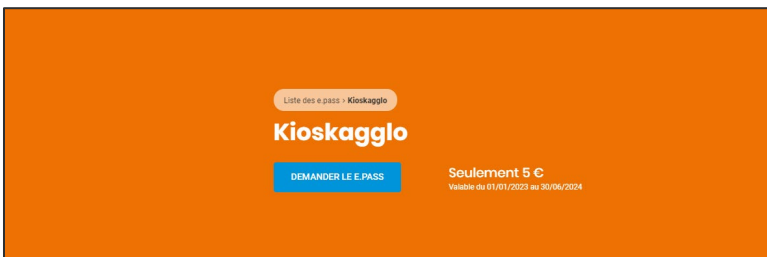 Liste des e.pass > Kioskagglo
Kioskagglo
DEMANDER LE E.PASS
Seulement 5 €
Valable du 01/01/2023 au 30/06/2024